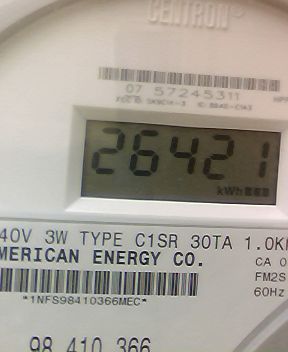 CENTRON®
07 57245311
26421
kWh
40V 3W TYPE C1SR 30TA 1.0K
MERICAN ENERGY CO.
CA 0
FM2S
*1NFS98410366MEC*
60Hz
98 410 366